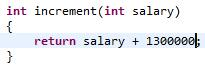 int increment(int salary)
{
    return salary + 1300000;
}